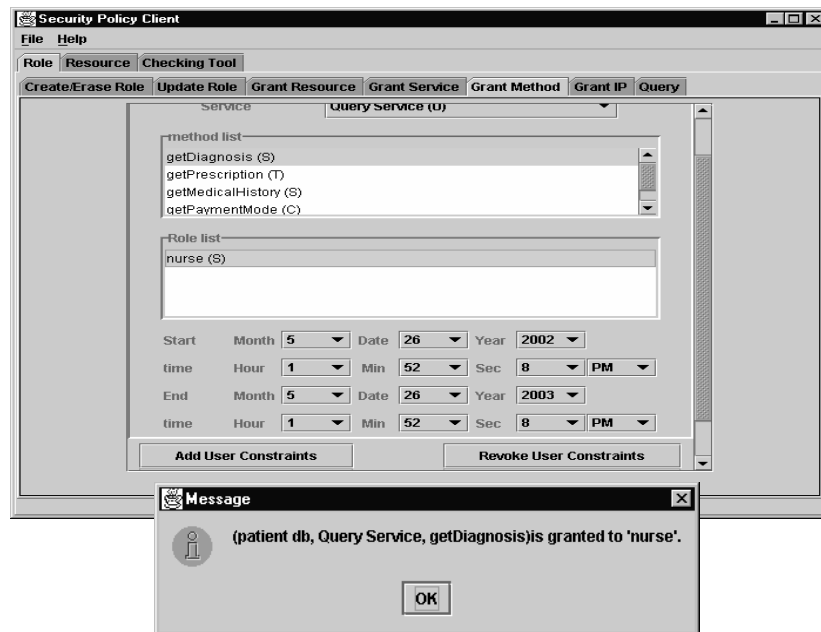 Security Policy Client
File Help
Role Resource Checking Tool
Create/Erase Role Update Role Grant Resource Grant Service Grant Method Grant IP Query
Service Query Service (U)
method list
getDiagnosis (S)
getPrescription (T)
getMedicalHistory (S)
getPaymentMode (C)
Role list
nurse (S)
Start Month 5 Date 26 Year 2002
time Hour 1 Min 52 Sec 8 PM
End Month 5 Date 26 Year 2003
time Hour 1 Min 52 Sec 8 PM
Add User Constraints Revoke User Constraints
Message
(patient db, Query Service, getDiagnosis)is granted to 'nurse'.
OK